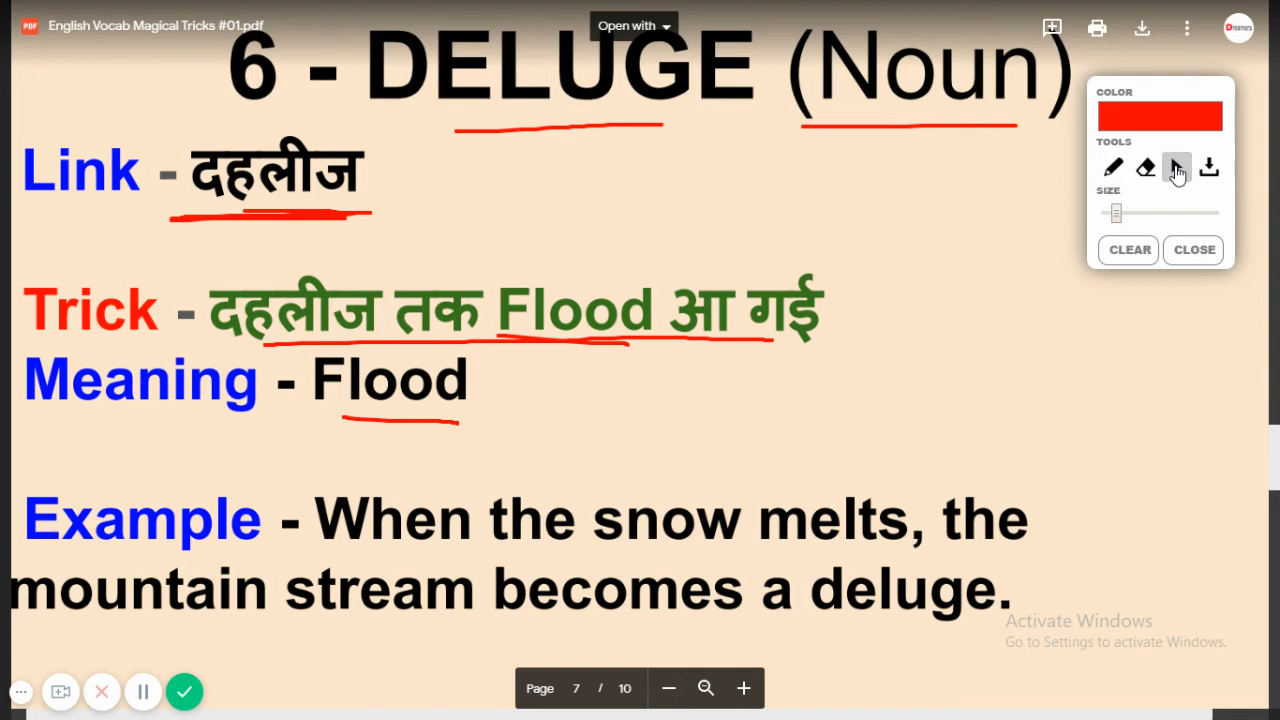 English Vocab Magical Tricks #01.pdf
Open with
Dreamers
6 - DELUGE (Noun)
COLOR
TOOLS
SIZE
CLEAR CLOSE
Link - दहलीज
Trick - दहलीज तक Flood आ गई
Meaning - Flood
Example - When the snow melts, the
mountain stream becomes a deluge.
Activate Windows
Go to Settings to activate Windows.
Page 7 / 10